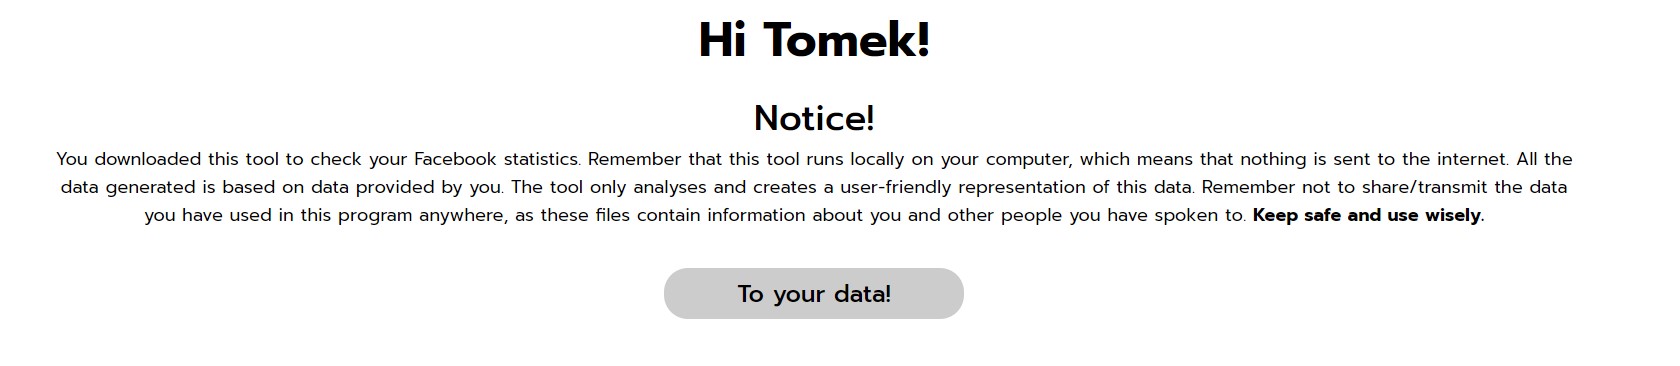 Hi Tomek!
Notice!
You downloaded this tool to check your Facebook statistics. Remember that this tool runs locally on your computer, which means that nothing is sent to the internet. All the
data generated is based on data provided by you. The tool only analyses and creates a user-friendly representation of this data. Remember not to share/transmit the data
you have used in this program anywhere, as these files contain information about you and other people you have spoken to. Keep safe and use wisely.
To your data!